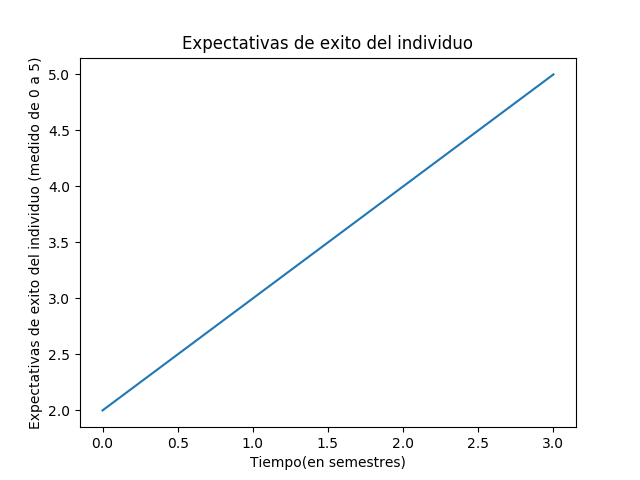 Expectativas de exito del individuo
Expectativas de exito del individuo (medido de 0 a 5)
5.0
4.5
4.0
3.5
3.0
2.5
2.0
0.0 0.5 1.0 1.5 2.0 2.5 3.0
Tiempo(en semestres)